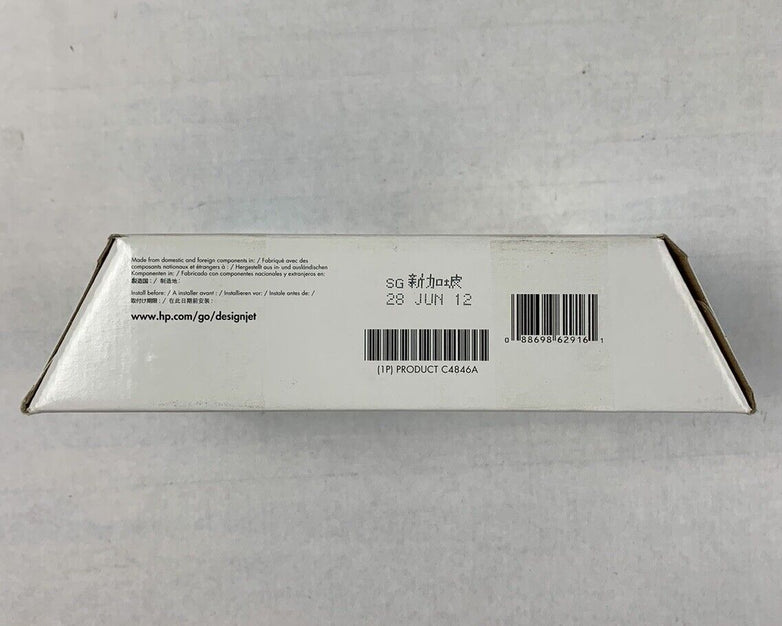 Made from domestic and foreign components in: / Fabriqué avec des
composants nationaux et étrangers à : / Hergestellt aus in- und ausländischen
Komponenten in: / Fabricado con componentes nacionales y extranjeros en:
製造国： / 制造地：
Install before: / A installer avant : / Installieren vor: / Instale antes de: /
取付け期限： / 在此日期前安装：
www.hp.com/go/designjet
SG 新加坡
28 JUN 12
(1P) PRODUCT C4846A
0 88698 62916 1